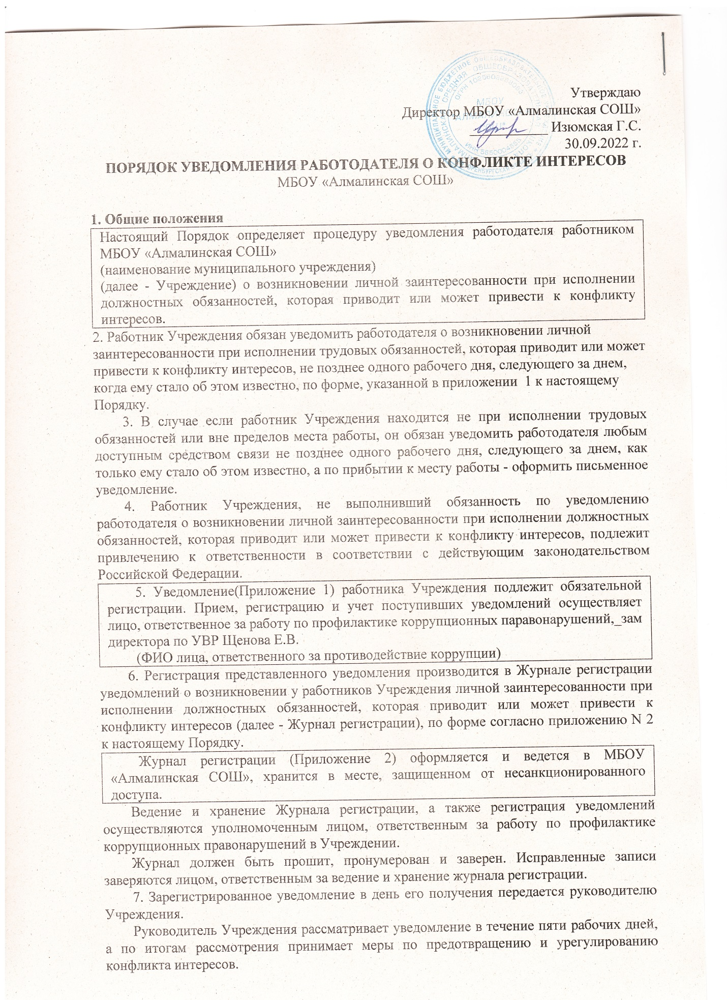 Утверждаю
Директор МБОУ «Алмалинская СОШ»
Изюмская Г.С.
30.09.2022 г.
МУНИЦИПАЛЬНОЕ БЮДЖЕТНОЕ ОБЩЕОБРАЗОВАТЕЛЬНОЕ
СРЕДНЯЯ ОБЩЕОБРАЗОВАТЕЛЬНАЯ
МБОУ
ОРЕНБУРГСКАЯ
ПОРЯДОК УВЕДОМЛЕНИЯ РАБОТОДАТЕЛЯ О КОНФЛИКТЕ ИНТЕРЕСОВ
МБОУ «Алмалинская СОШ»
1. Общие положения
Настоящий Порядок определяет процедуру уведомления работодателя работником
МБОУ «Алмалинская СОШ»
(наименование муниципального учреждения)
(далее - Учреждение) о возникновении личной заинтересованности при исполнении
должностных обязанностей, которая приводит или может привести к конфликту
интересов.
2. Работник Учреждения обязан уведомить работодателя о возникновении личной
заинтересованности при исполнении трудовых обязанностей, которая приводит или может
привести к конфликту интересов, не позднее одного рабочего дня, следующего за днем,
когда ему стало об этом известно, по форме, указанной в приложении 1 к настоящему
Порядку.
3. В случае если работник Учреждения находится не при исполнении трудовых
обязанностей или вне пределов места работы, он обязан уведомить работодателя любым
доступным средством связи не позднее одного рабочего дня, следующего за днем, как
только ему стало об этом известно, а по прибытии к месту работы - оформить письменное
уведомление.
4. Работник Учреждения, не выполнивший обязанность по уведомлению
работодателя о возникновении личной заинтересованности при исполнении должностных
обязанностей, которая приводит или может привести к конфликту интересов, подлежит
привлечению к ответственности в соответствии с действующим законодательством
Российской Федерации.
5. Уведомление(Приложение 1) работника Учреждения подлежит обязательной
регистрации. Прием, регистрацию и учет поступивших уведомлений осуществляет
лицо, ответственное за работу по профилактике коррупционных паравонарушений,_зам
директора по УВР Щенова Е.В.
(ФИО лица, ответственного за противодействие коррупции)
6. Регистрация представленного уведомления производится в Журнале регистрации
уведомлений о возникновении у работников Учреждения личной заинтересованности при
исполнении должностных обязанностей, которая приводит или может привести к
конфликту интересов (далее - Журнал регистрации), по форме согласно приложению N 2
к настоящему Порядку.
Журнал регистрации (Приложение 2) оформляется и ведется в МБОУ
«Алмалинская СОШ», хранится в месте, защищенном от несанкционированного
доступа.
Ведение и хранение Журнала регистрации, а также регистрация уведомлений
осуществляются уполномоченным лицом, ответственным за работу по профилактике
коррупционных правонарушений в Учреждении.
Журнал должен быть прошит, пронумерован и заверен. Исправленные записи
заверяются лицом, ответственным за ведение и хранение журнала регистрации.
7. Зарегистрированное уведомление в день его получения передается руководителю
Учреждения.
Руководитель Учреждения рассматривает уведомление в течение пяти рабочих дней,
а по итогам рассмотрения принимает меры по предотвращению и урегулированию
конфликта интересов.